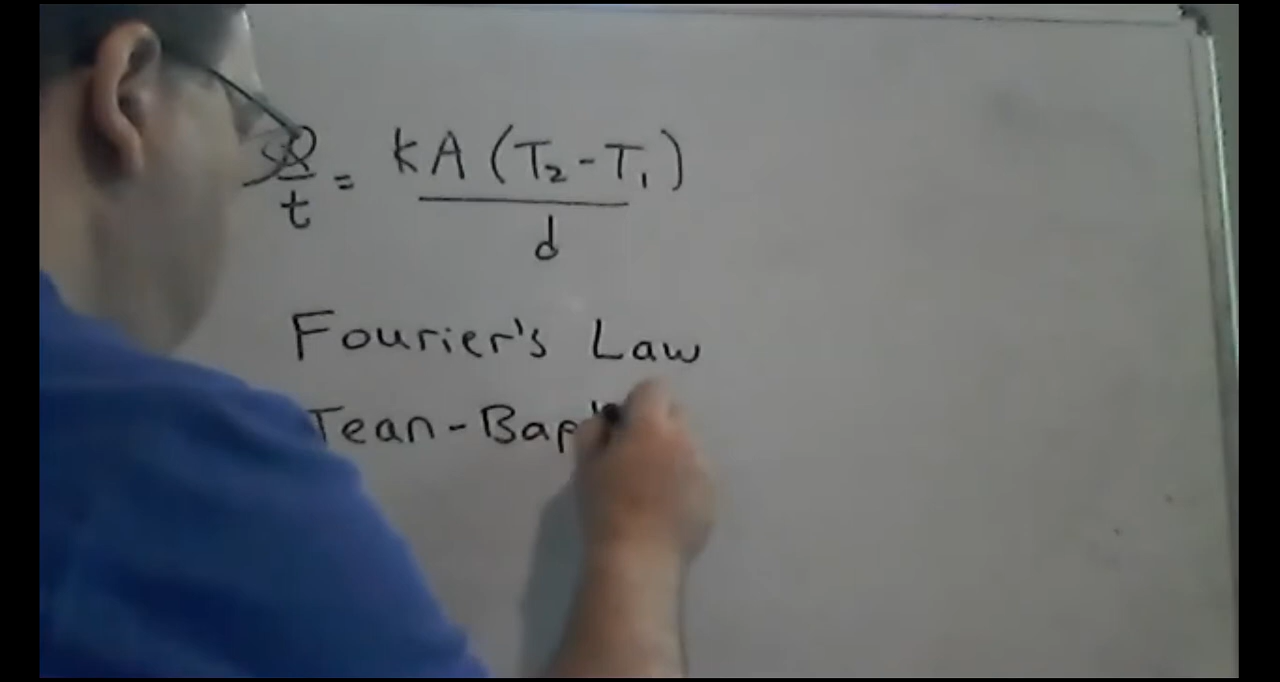 Q/t = kA(T₂-T₁)/d
Fourier's Law
Jean-Bap